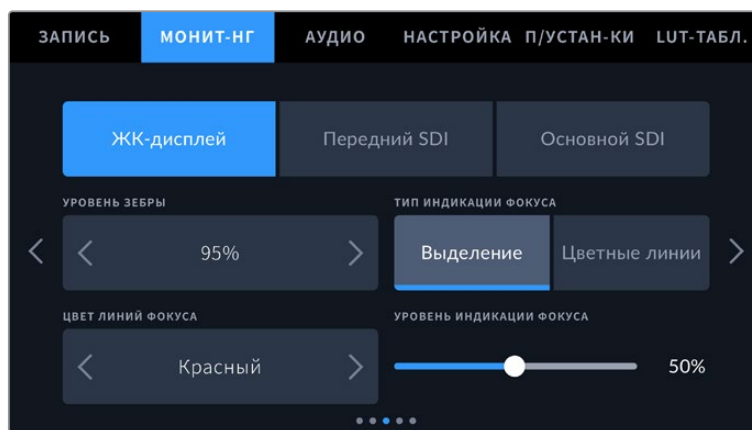 ЗАПИСЬ МОНИТ-НГ АУДИО НАСТРОЙКА П/УСТАН-КИ LUT-ТАБЛ.
ЖК-дисплей Передний SDI Основной SDI
УРОВЕНЬ ЗЕБРЫ ТИП ИНДИКАЦИИ ФОКУСА
95% Выделение Цветные линии
ЦВЕТ ЛИНИЙ ФОКУСА УРОВЕНЬ ИНДИКАЦИИ ФОКУСА
Красный 50%